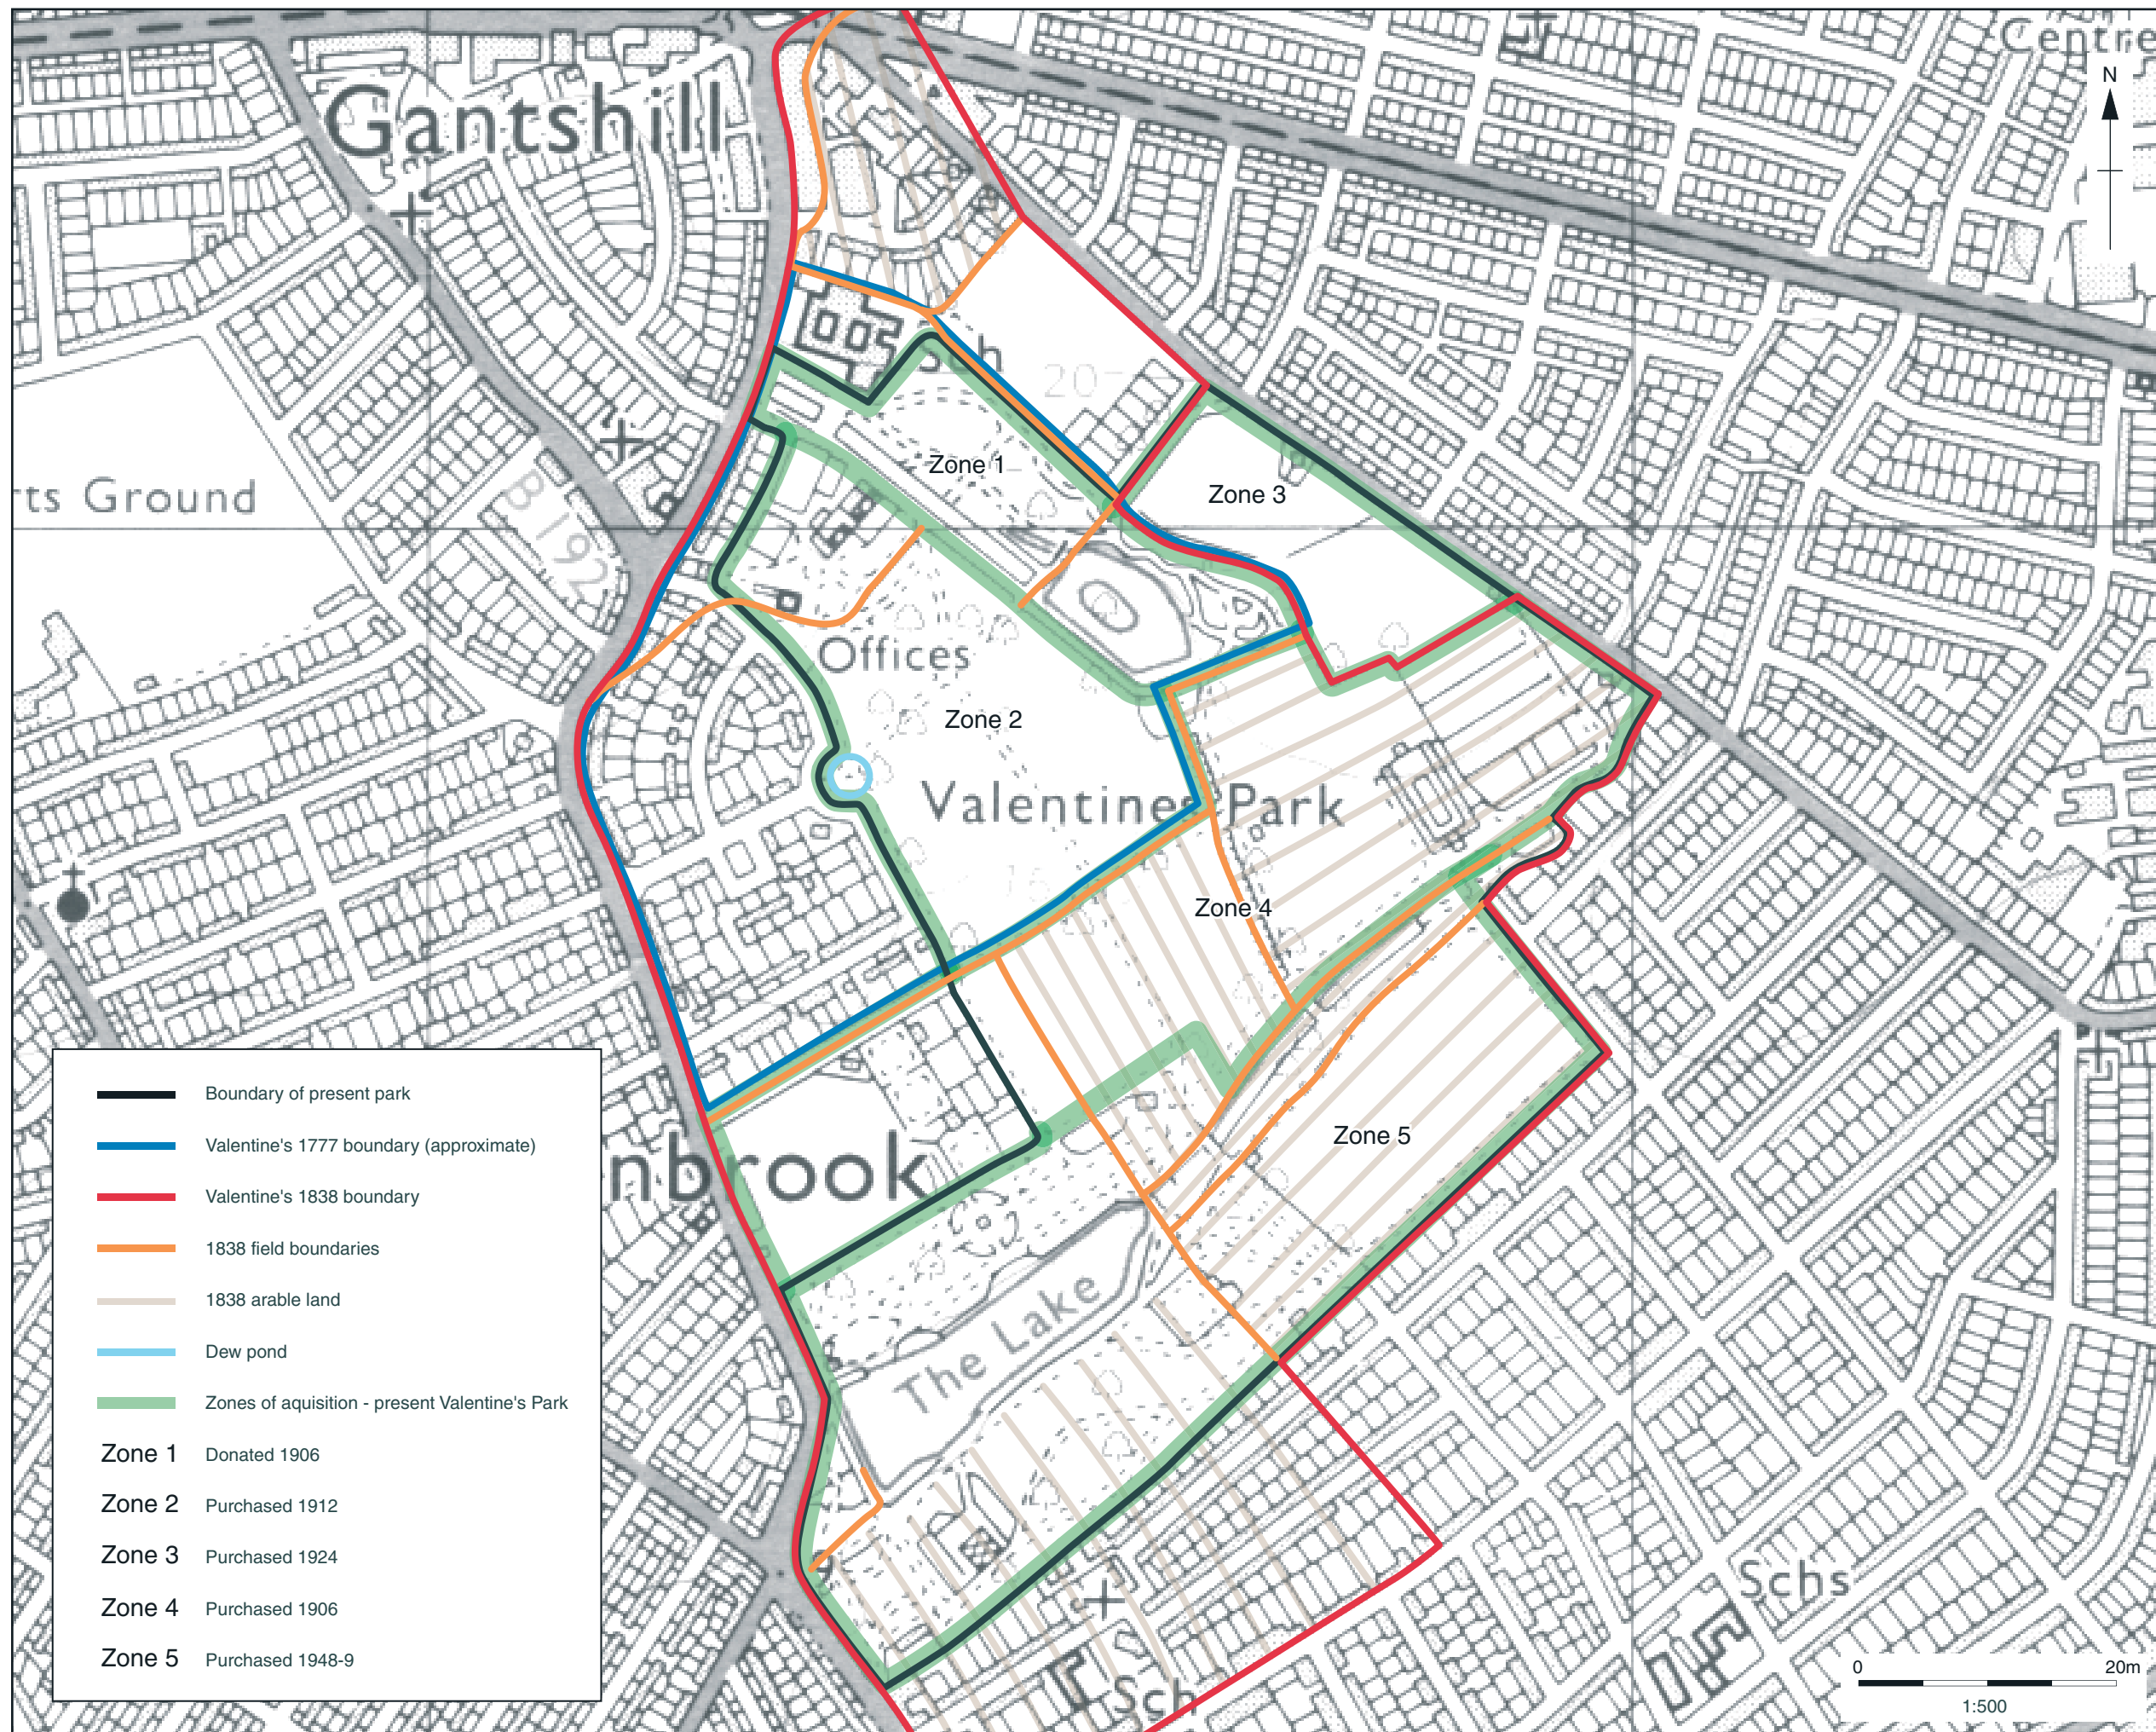 Centre
N
Gantshill
Sch
20
Zone 1
Zone 3
rts Ground
B 192
Offices
Zone 2
Valentines Park
16
Zone 4
Zone 5
nbrook
The Lake
Schs
Sch
Boundary of present park
Valentine's 1777 boundary (approximate)
Valentine's 1838 boundary
1838 field boundaries
1838 arable land
Dew pond
Zones of aquisition - present Valentine's Park
Zone 1 Donated 1906
Zone 2 Purchased 1912
Zone 3 Purchased 1924
Zone 4 Purchased 1906
Zone 5 Purchased 1948-9
0 20m
1:500